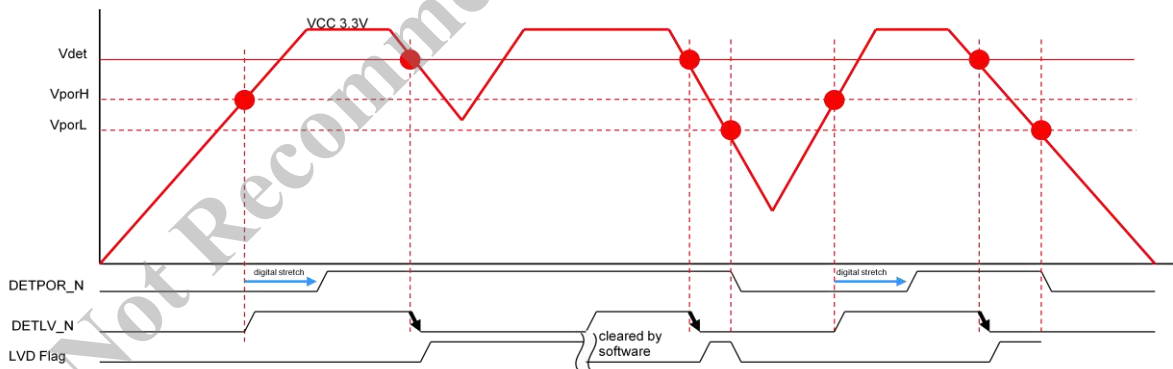 VCC 3.3V
Vdet
VporH
VporL
digital stretch
digital stretch
DETPOR_N
DETLV_N
cleared by
software
LVD Flag
Not Recomme